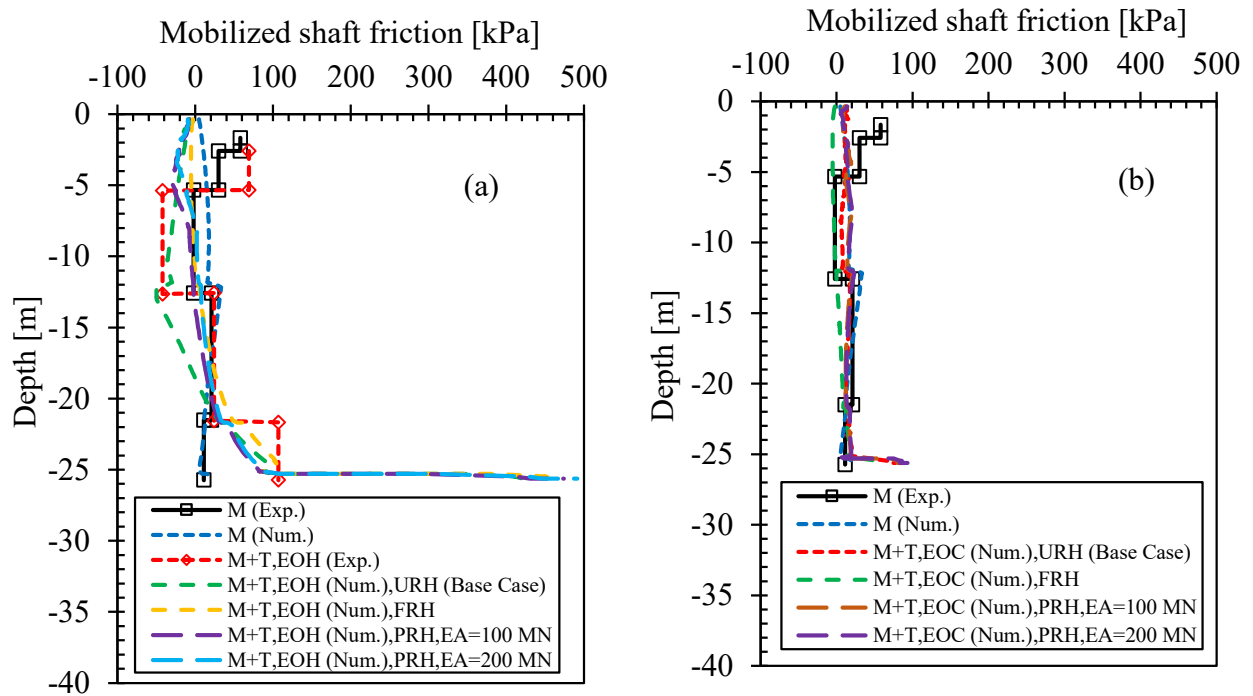 Mobilized shaft friction [kPa]
-100 0 100 200 300 400 500
Depth [m]
0
-5
-10
-15
-20
-25
-30
-35
-40
(a)
M (Exp.)
M (Num.)
M+T,EOH (Exp.)
M+T,EOH (Num.),URH (Base Case)
M+T,EOH (Num.),FRH
M+T,EOH (Num.),PRH,EA=100 MN
M+T,EOH (Num.),PRH,EA=200 MN
Mobilized shaft friction [kPa]
-100 0 100 200 300 400 500
Depth [m]
0
-5
-10
-15
-20
-25
-30
-35
-40
(b)
M (Exp.)
M (Num.)
M+T,EOC (Num.),URH (Base Case)
M+T,EOC (Num.),FRH
M+T,EOC (Num.),PRH,EA=100 MN
M+T,EOC (Num.),PRH,EA=200 MN